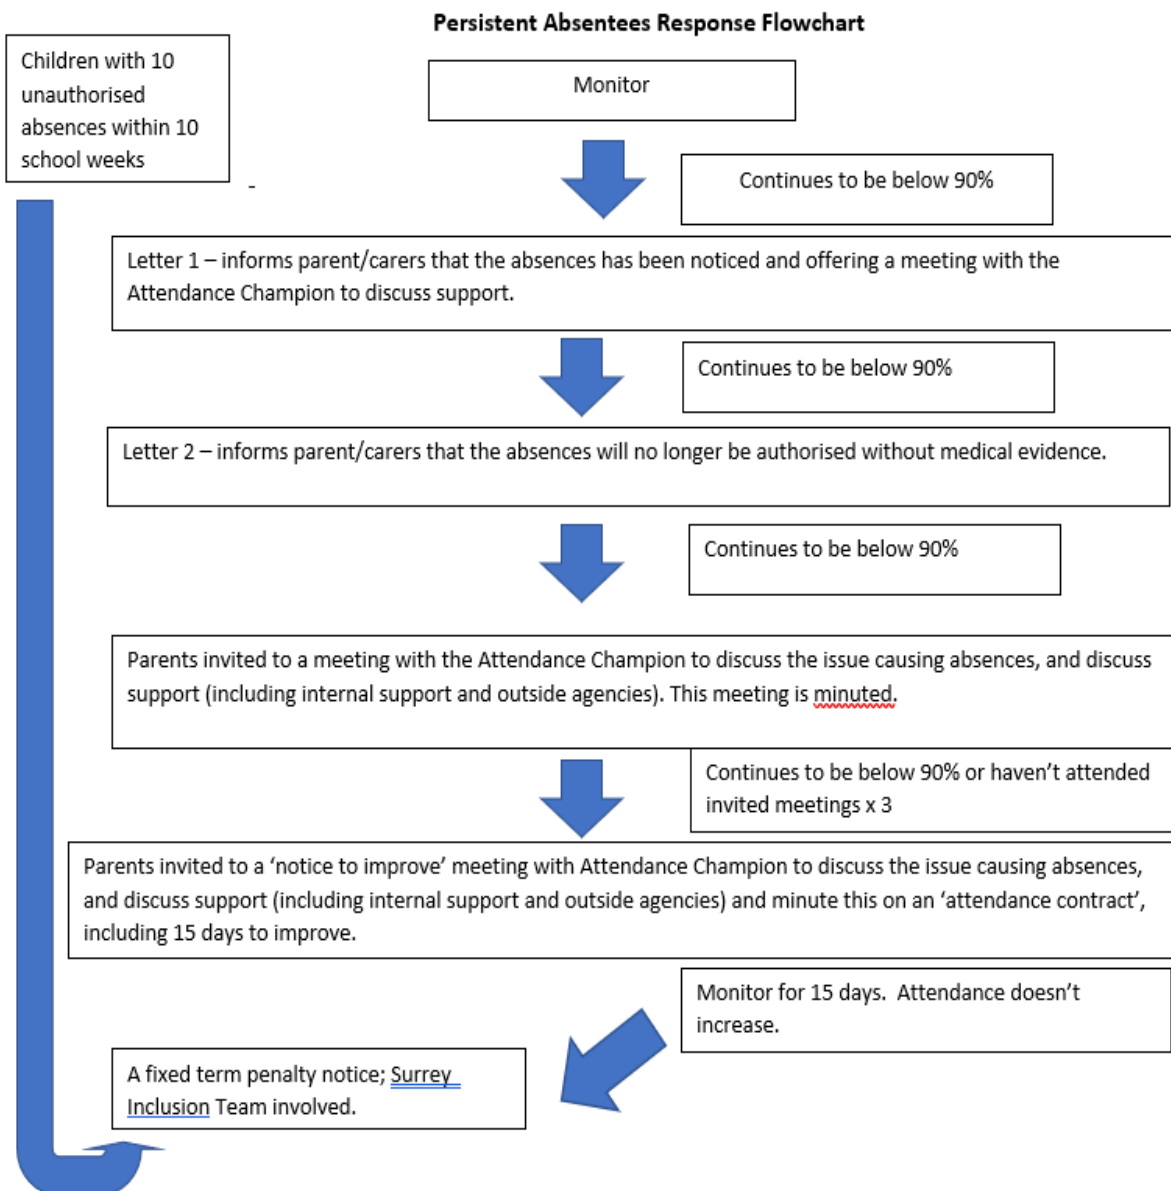 Persistent Absentees Response Flowchart
Children with 10
unauthorised
absences within 10
school weeks
Monitor
-
Continues to be below 90%
Letter 1 – informs parent/carers that the absences has been noticed and offering a meeting with the
Attendance Champion to discuss support.
Continues to be below 90%
Letter 2 – informs parent/carers that the absences will no longer be authorised without medical evidence.
Continues to be below 90%
Parents invited to a meeting with the Attendance Champion to discuss the issue causing absences, and discuss
support (including internal support and outside agencies). This meeting is minuted.
Continues to be below 90% or haven’t attended
invited meetings x 3
Parents invited to a ‘notice to improve’ meeting with Attendance Champion to discuss the issue causing absences,
and discuss support (including internal support and outside agencies) and minute this on an ‘attendance contract’,
including 15 days to improve.
Monitor for 15 days.  Attendance doesn’t
increase.
A fixed term penalty notice; Surrey
Inclusion Team involved.